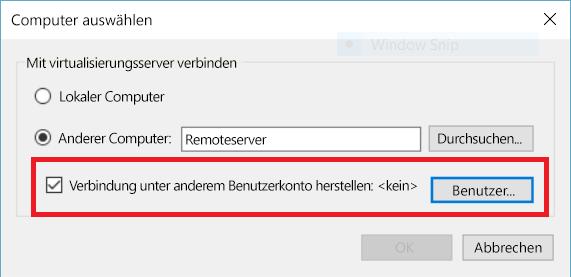 Computer auswählen
Window Snip
Mit virtualisierungsserver verbinden
Lokaler Computer
Anderer Computer: Remoteserver Durchsuchen...
Verbindung unter anderem Benutzerkonto herstellen: <kein> Benutzer...
OK Abbrechen